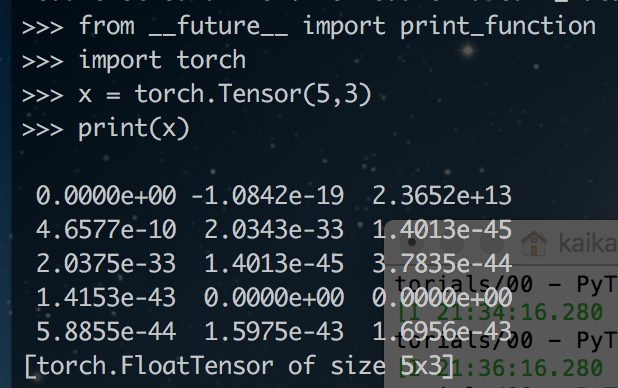 >>> from __future__ import print_function
>>> import torch
>>> x = torch.Tensor(5,3)
>>> print(x)
0.0000e+00 -1.0842e-19 2.3652e+13
4.6577e-10 2.0343e-33 1.4013e-45
2.0375e-33 1.4013e-45 3.7835e-44
1.4153e-43 0.0000e+00 0.0000e+00
5.8855e-44 1.5975e-43 1.6956e-43
[torch.FloatTensor of size 5x3]
kaika
torials/00 - PyT
[I 21:34:16.280
torials/00 - PyT
[I 21:36:16.280